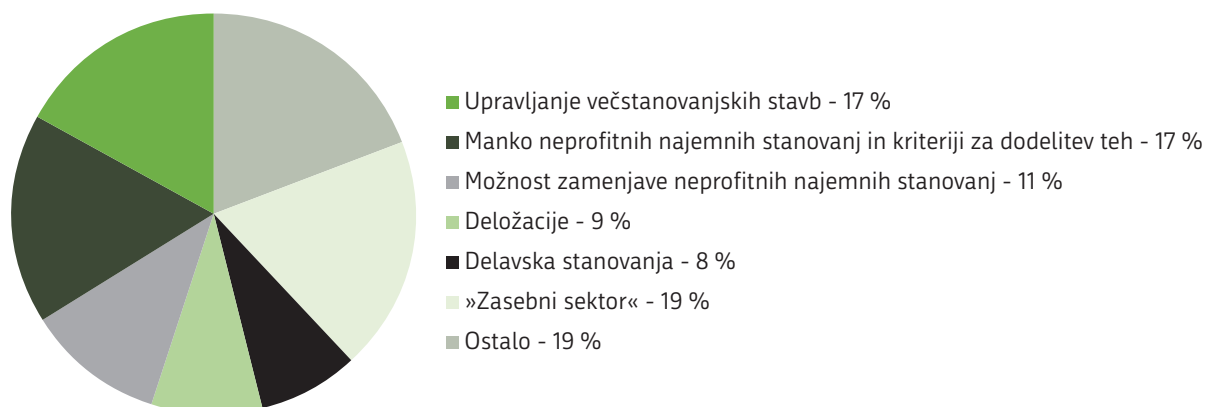 Upravljanje večstanovanjskih stavb - 17 %
Manko neprofitnih najemnih stanovanj in kriteriji za dodelitev teh - 17 %
Možnost zamenjave neprofitnih najemnih stanovanj - 11 %
Deložacije - 9 %
Delavska stanovanja - 8 %
»Zasebni sektor« - 19 %
Ostalo - 19 %